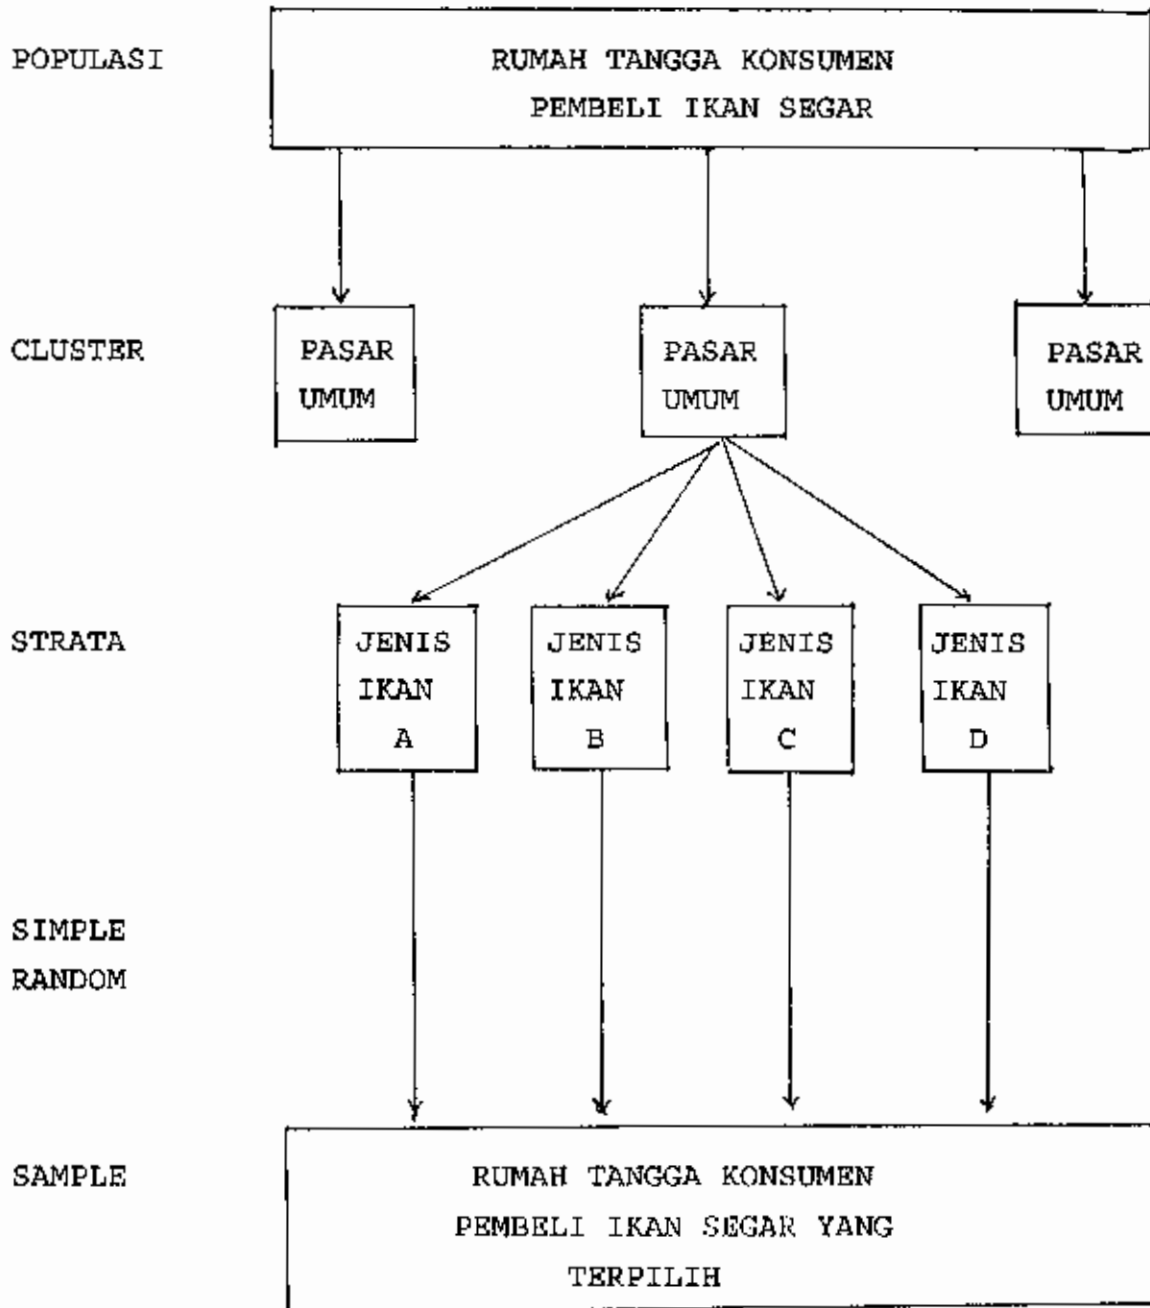 POPULASI
RUMAH TANGGA KONSUMEN
PEMBELI IKAN SEGAR
CLUSTER
PASAR
UMUM
PASAR
UMUM
PASAR
UMUM
STRATA
JENIS
IKAN
A
JENIS
IKAN
B
JENIS
IKAN
C
JENIS
IKAN
D
SIMPLE
RANDOM
SAMPLE
RUMAH TANGGA KONSUMEN
PEMBELI IKAN SEGAR YANG
TERPILIH